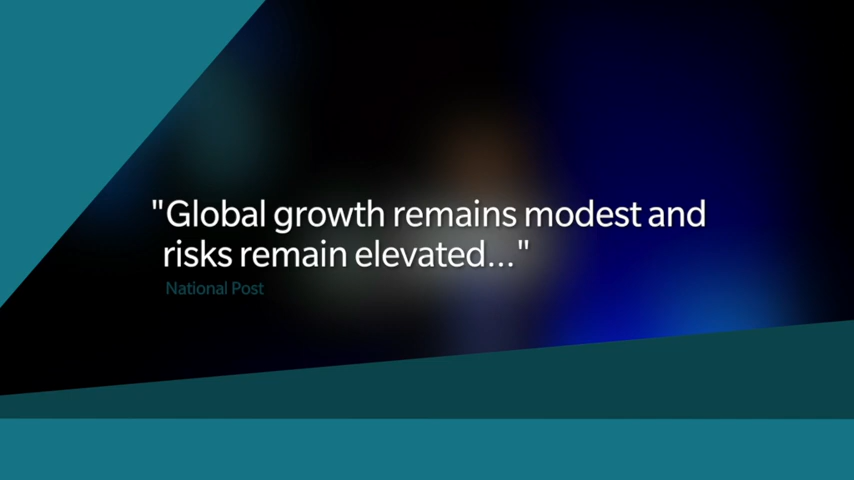 "Global growth remains modest and
risks remain elevated..."
National Post